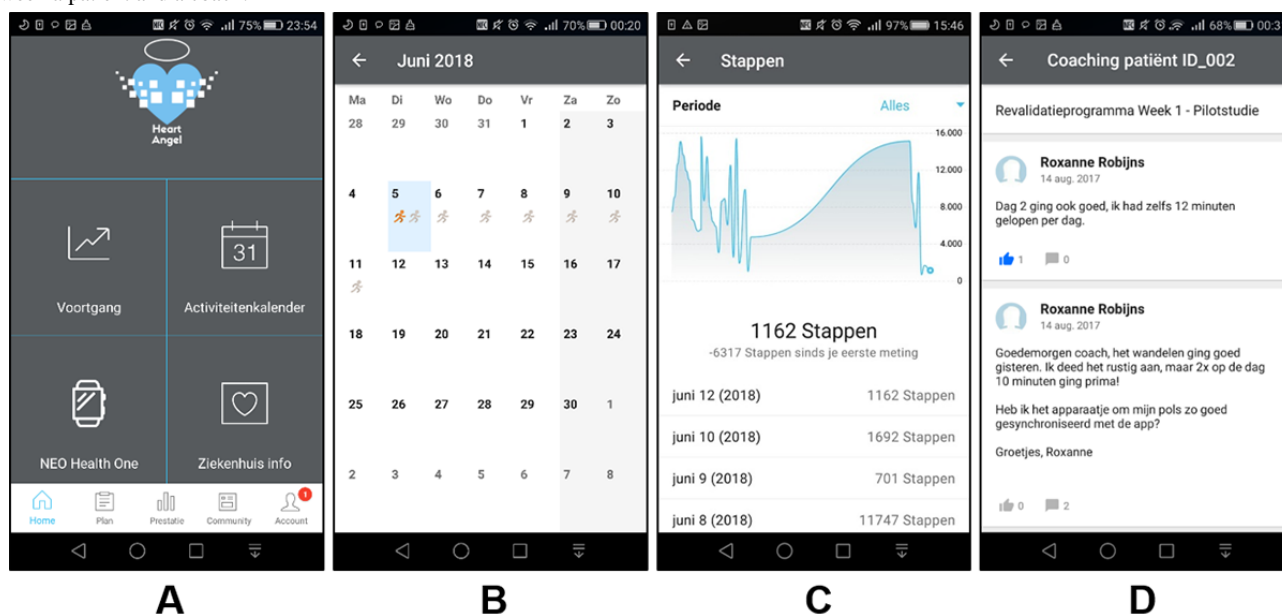 75% 23:54
Heart
Angel
Voortgang
Activiteitenkalender
31
NEO Health One
Ziekenhuis info
Home
Plan
Prestatie
Community
Account
1
A
70% 00:20
Juni 2018
Ma Di Wo Do Vr Za Zo
28 29 30 31 1 2 3
4 5 6 7 8 9 10
11 12 13 14 15 16 17
18 19 20 21 22 23 24
25 26 27 28 29 30 1
2 3 4 5 6 7 8
B
97% 15:46
Stappen
Periode
Alles
16.000
12.000
8.000
4.000
0
1162 Stappen
-6317 Stappen sinds je eerste meting
juni 12 (2018) 1162 Stappen
juni 10 (2018) 1692 Stappen
juni 9 (2018) 701 Stappen
juni 8 (2018) 11747 Stappen
C
68% 00:3
Coaching patiënt ID_002
Revalidatieprogramma Week 1 - Pilotstudie
Roxanne Robijns
14 aug. 2017
Dag 2 ging ook goed, ik had zelfs 12 minuten
gelopen per dag.
1 0
Roxanne Robijns
14 aug. 2017
Goedemorgen coach, het wandelen ging goed
gisteren. Ik deed het rustig aan, maar 2x op de dag
10 minuten ging prima!
Heb ik het apparaatje om mijn pols zo goed
gesynchroniseerd met de app?
Groetjes, Roxanne
0 2
D